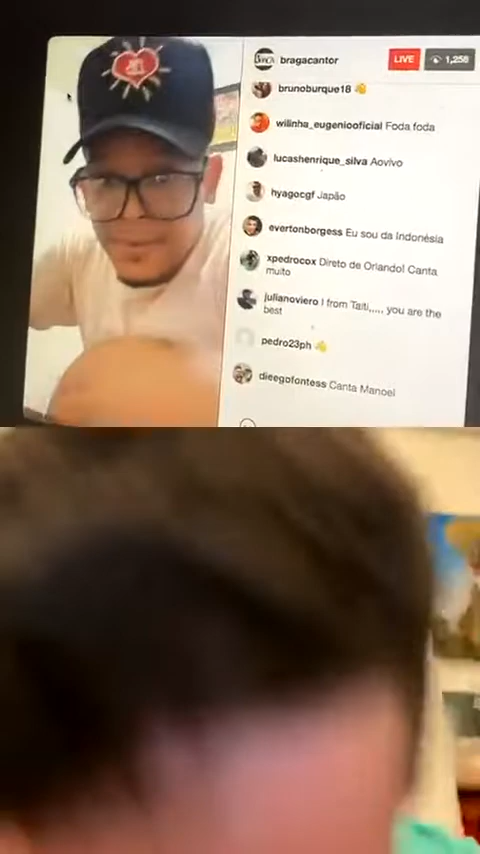 bragacantor
LIVE
1,258
brunoburque18
wilinha_eugeniooficial Foda foda
lucashenrique_silva Aovivo
hyagocgf Japão
evertonborgess Eu sou da Indonésia
xpedrocox Direto de Orlando! Canta
muito
julianoviero I from Taiti,,,,, you are the
best
pedro23ph
dieegofontess Canta Manoel